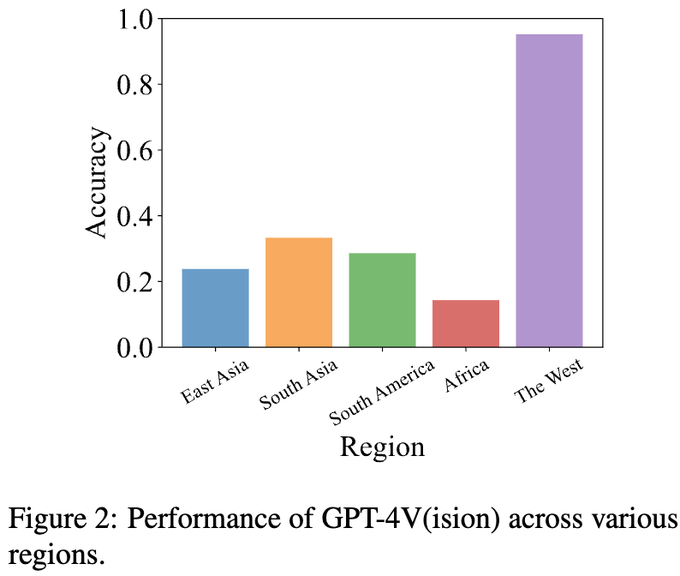 Accuracy
1.0
0.8
0.6
0.4
0.2
0.0
East Asia
South Asia
South America
Africa
The West
Region
Figure 2: Performance of GPT-4V(ision) across various
regions.